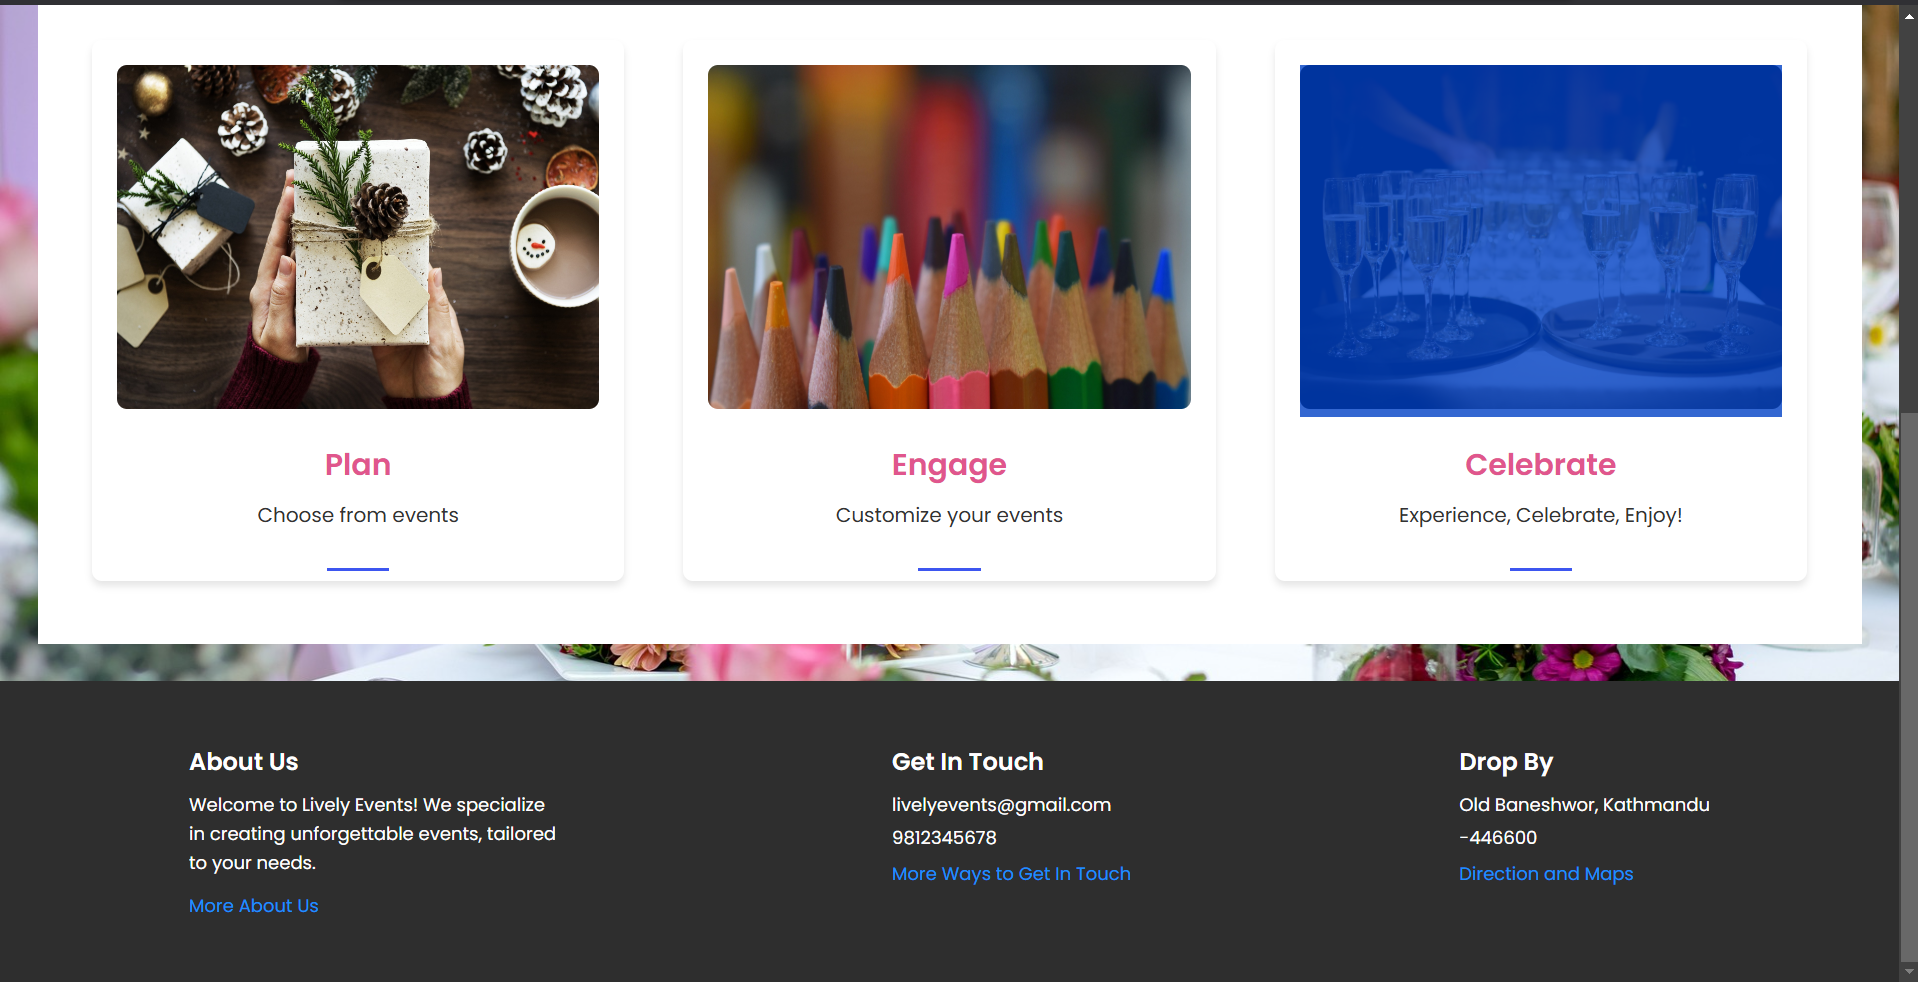 Plan
Choose from events
Engage
Customize your events
Celebrate
Experience, Celebrate, Enjoy!
About Us
Welcome to Lively Events! We specialize
in creating unforgettable events, tailored
to your needs.
More About Us
Get In Touch
livelyevents@gmail.com
9812345678
More Ways to Get In Touch
Drop By
Old Baneshwor, Kathmandu
-446600
Direction and Maps